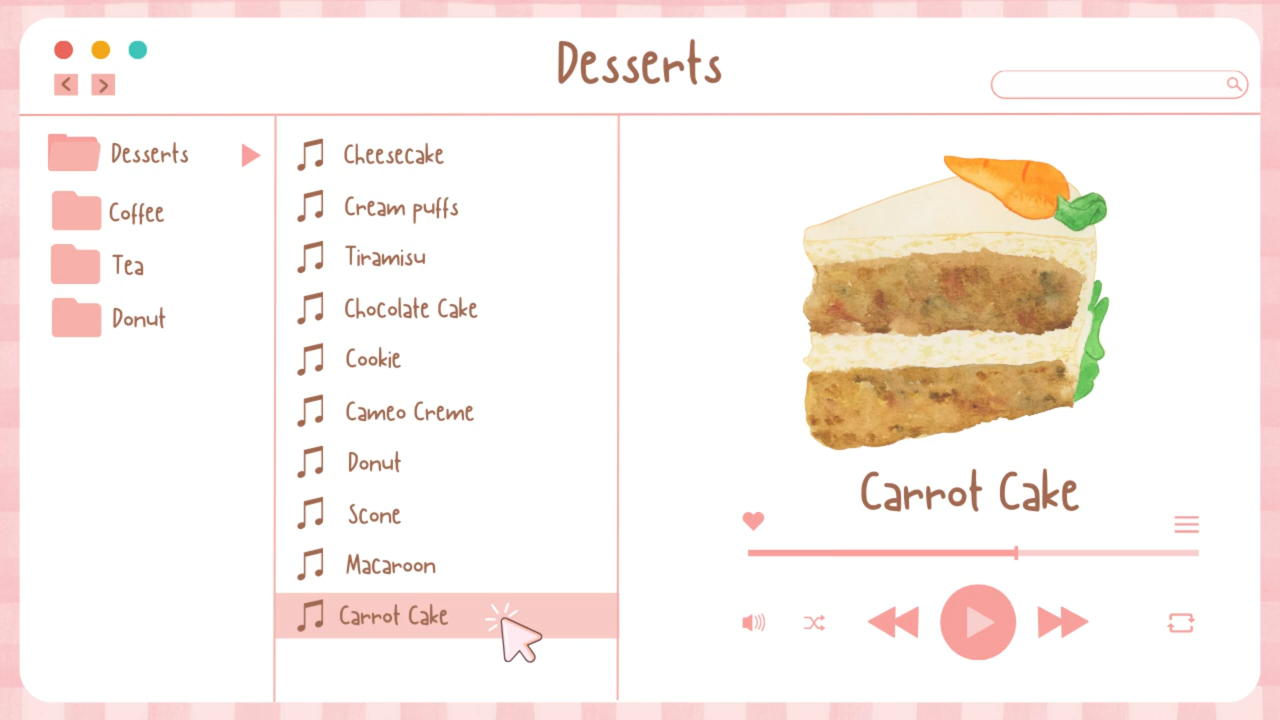 Desserts
Desserts
Coffee
Tea
Donut
Cheesecake
Cream puffs
Tiramisu
Chocolate Cake
Cookie
Cameo Creme
Donut
Scone
Macaroon
Carrot Cake
Carrot Cake